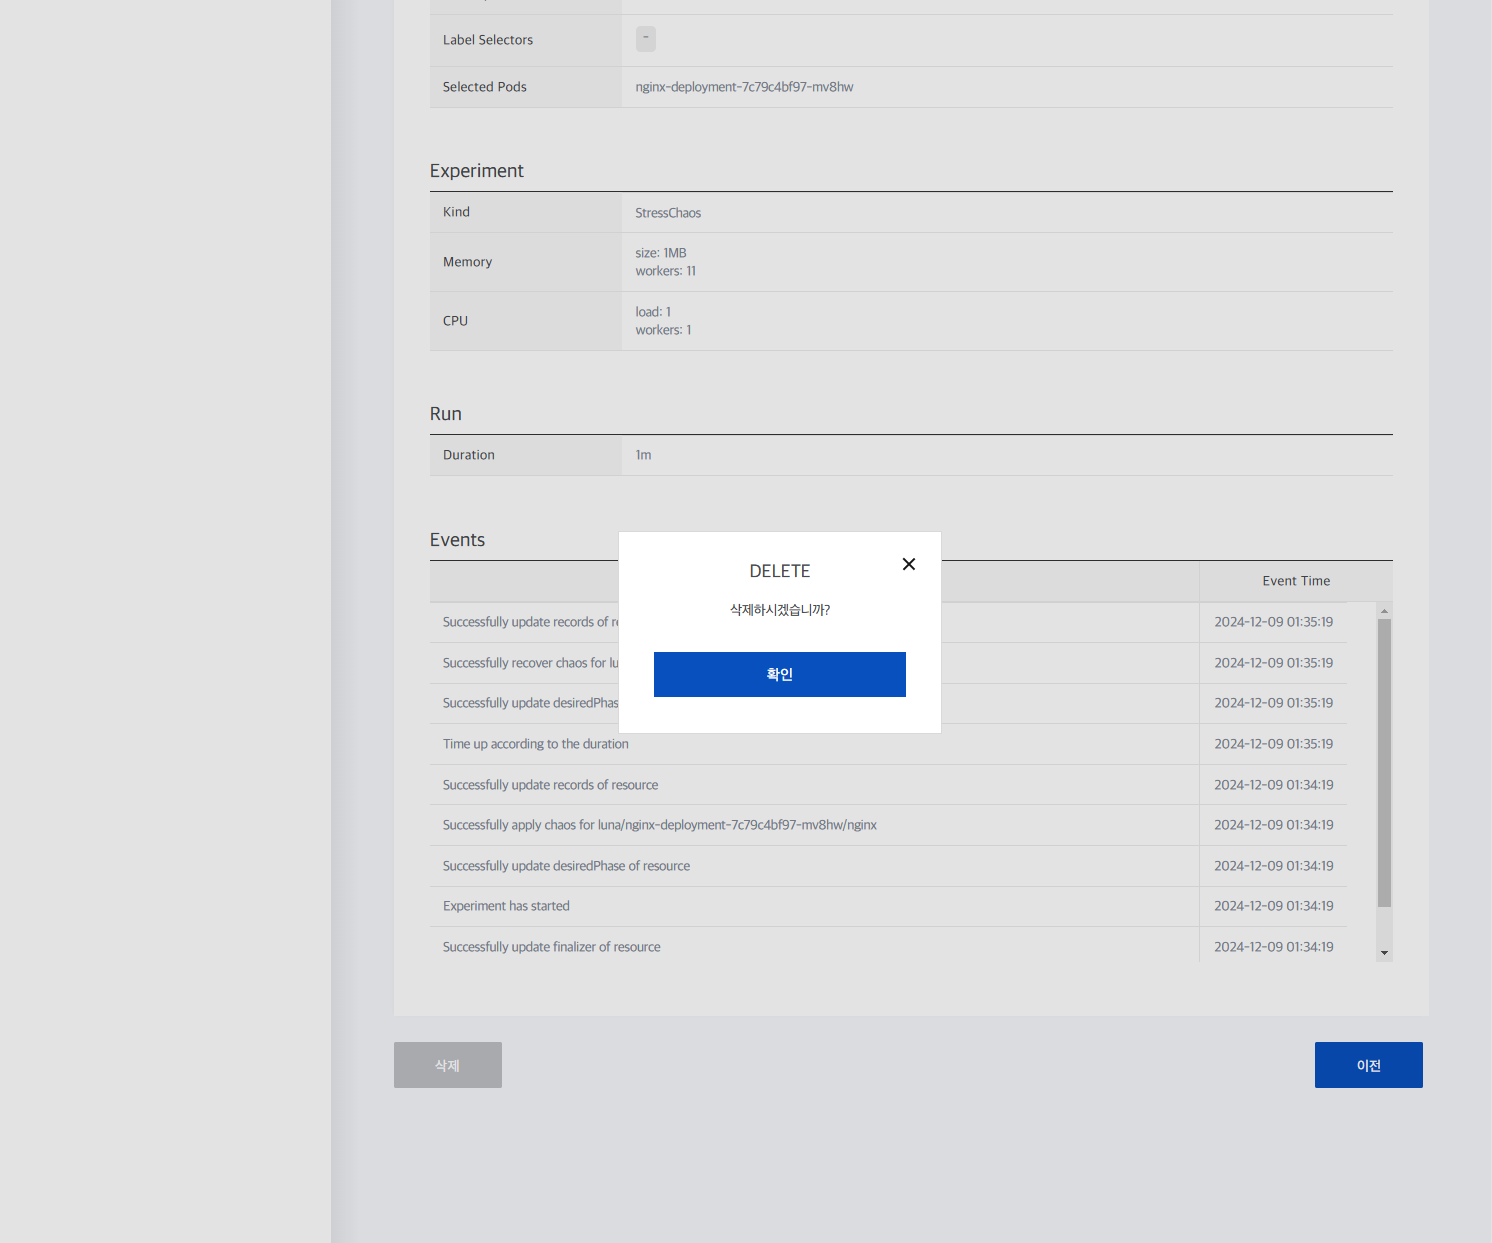 Label Selectors -
Selected Pods nginx-deployment-7c79c4bf97-mv8hw
Experiment
Kind StressChaos
Memory size: 1MB
workers: 11
CPU load: 1
workers: 1
Run
Duration 1m
Events
Event Time
DELETE
삭제하시겠습니까?
확인
Successfully update records of 2024-12-09 01:35:19
Successfully recover chaos for 2024-12-09 01:35:19
Successfully update 2024-12-09 01:35:19
Time up according to the duration 2024-12-09 01:35:19
Successfully update records of resource 2024-12-09 01:34:19
Successfully apply chaos for luna/nginx-deployment-7c79c4bf97-mv8hw/nginx 2024-12-09 01:34:19
Successfully update desiredPhase of resource 2024-12-09 01:34:19
Experiment has started 2024-12-09 01:34:19
Successfully update finalizer of resource 2024-12-09 01:34:19
삭제 이전